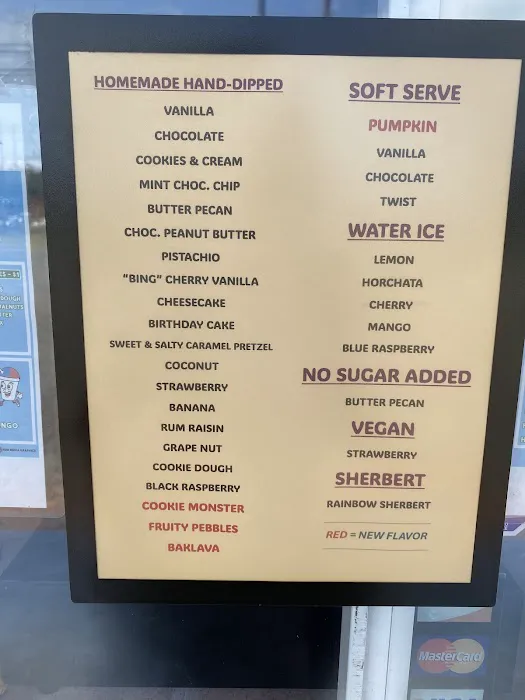 HOMEMADE HAND-DIPPED
VANILLA
CHOCOLATE
COOKIES & CREAM
MINT CHOC. CHIP
BUTTER PECAN
CHOC. PEANUT BUTTER
PISTACHIO
"BING" CHERRY VANILLA
CHEESECAKE
BIRTHDAY CAKE
SWEET & SALTY CARAMEL PRETZEL
COCONUT
STRAWBERRY
BANANA
RUM RAISIN
GRAPE NUT
COOKIE DOUGH
BLACK RASPBERRY
COOKIE MONSTER
FRUITY PEBBLES
BAKLAVA
SOFT SERVE
PUMPKIN
VANILLA
CHOCOLATE
TWIST
WATER ICE
LEMON
HORCHATA
CHERRY
MANGO
BLUE RASPBERRY
NO SUGAR ADDED
BUTTER PECAN
VEGAN
STRAWBERRY
SHERBERT
RAINBOW SHERBERT
RED = NEW FLAVOR
MasterCard